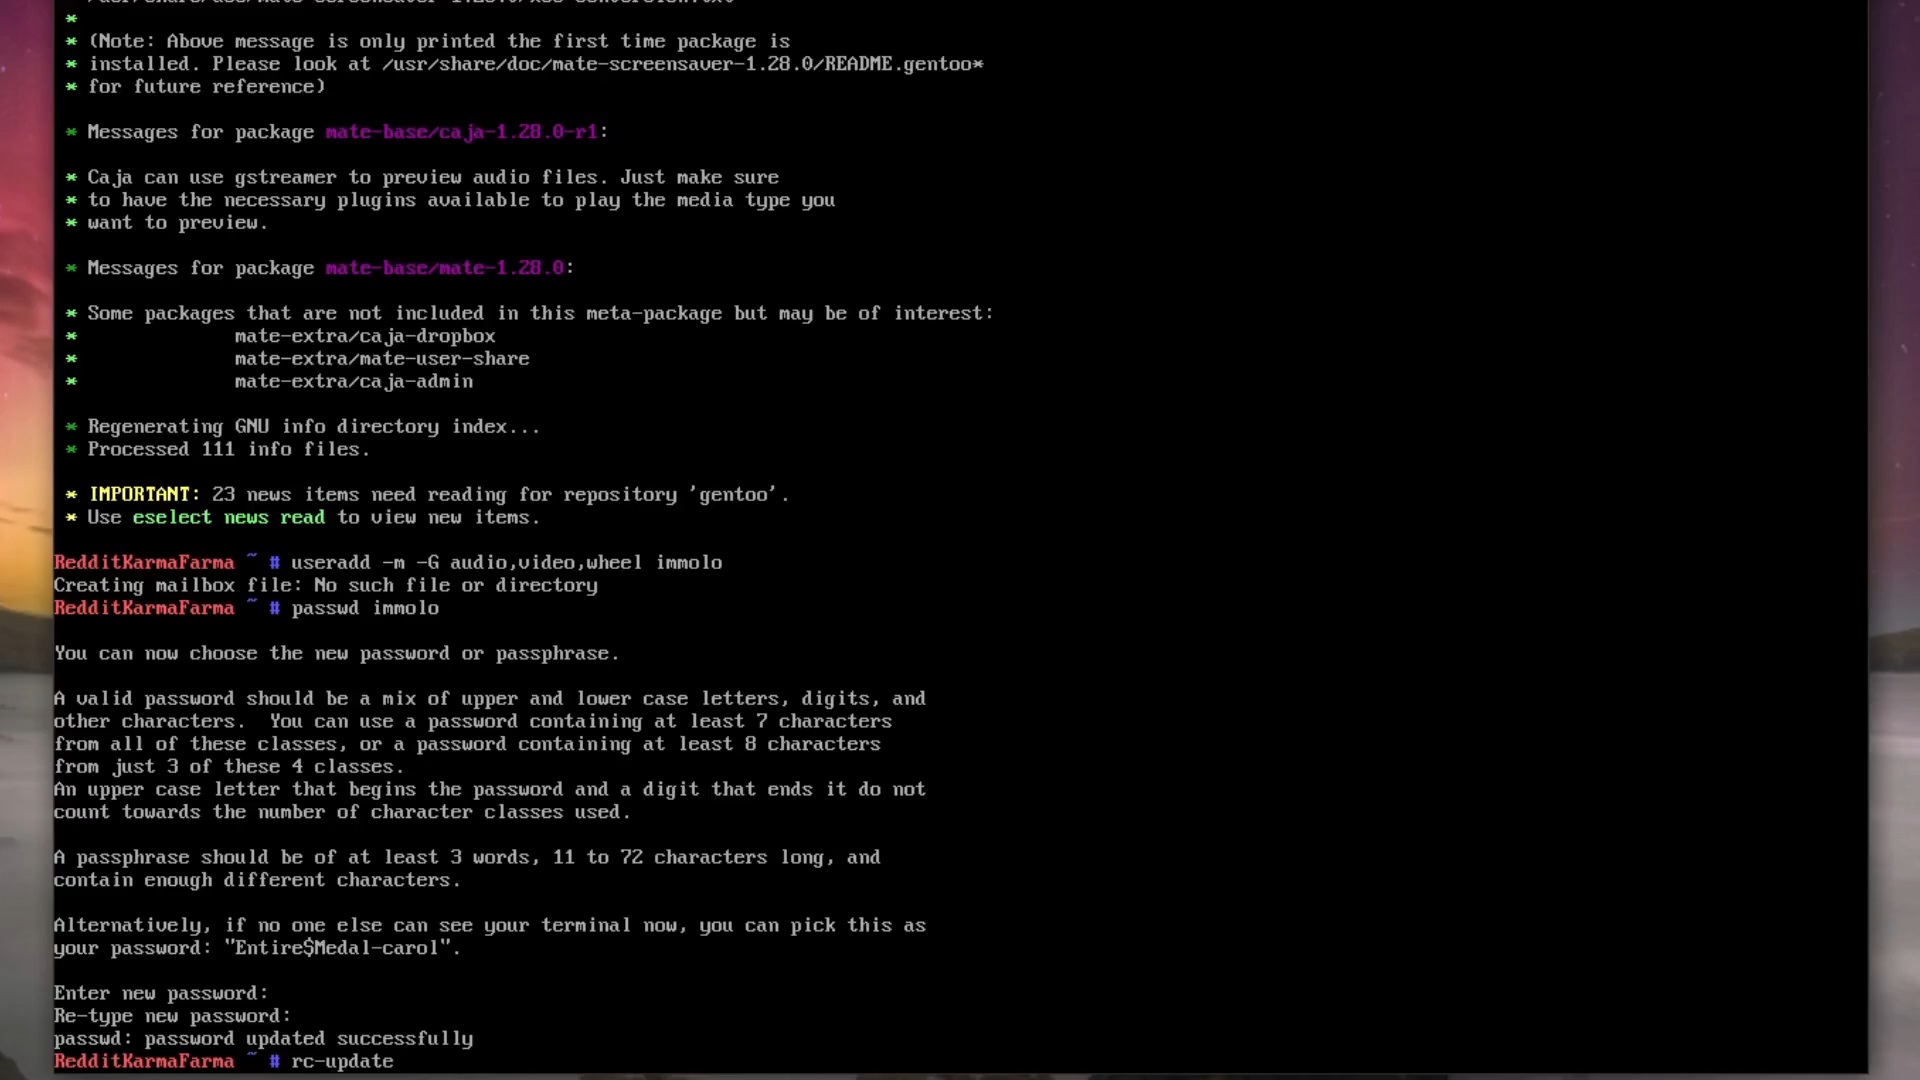 /usr/share/doc/mate-screensaver-1.28.0/xss-conversion.txt
*
* (Note: Above message is only printed the first time package is
* installed. Please look at /usr/share/doc/mate-screensaver-1.28.0/README.gentoo*
* for future reference)
* Messages for package mate-base/caja-1.28.0-r1:
* Caja can use gstreamer to preview audio files. Just make sure
* to have the necessary plugins available to play the media type you
* want to preview.
* Messages for package mate-base/mate-1.28.0:
* Some packages that are not included in this meta-package but may be of interest:
* mate-extra/caja-dropbox
* mate-extra/mate-user-share
* mate-extra/caja-admin
* Regenerating GNU info directory index...
* Processed 111 info files.
* IMPORTANT: 23 news items need reading for repository 'gentoo'.
* Use eselect news read to view new items.
RedditKarmaFarma ~ # useradd -m -G audio,video,wheel immolo
Creating mailbox file: No such file or directory
RedditKarmaFarma ~ # passwd immolo
You can now choose the new password or passphrase.
A valid password should be a mix of upper and lower case letters, digits, and
other characters.  You can use a password containing at least 7 characters
from all of these classes, or a password containing at least 8 characters
from just 3 of these 4 classes.
An upper case letter that begins the password and a digit that ends it do not
count towards the number of character classes used.
A passphrase should be of at least 3 words, 11 to 72 characters long, and
contain enough different characters.
Alternatively, if no one else can see your terminal now, you can pick this as
your password: "Entire$Medal-carol".
Enter new password:
Re-type new password:
passwd: password updated successfully
RedditKarmaFarma ~ # rc-update